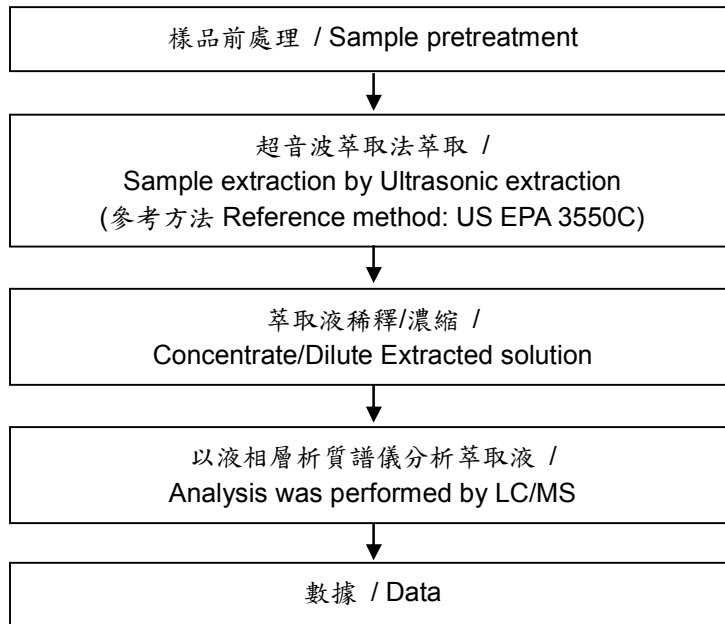 樣品前處理 / Sample pretreatment
超音波萃取法萃取 /
Sample extraction by Ultrasonic extraction
(參考方法 Reference method: US EPA 3550C)
萃取液稀釋/濃縮 /
Concentrate/Dilute Extracted solution
以液相層析質譜儀分析萃取液 /
Analysis was performed by LC/MS
數據 / Data